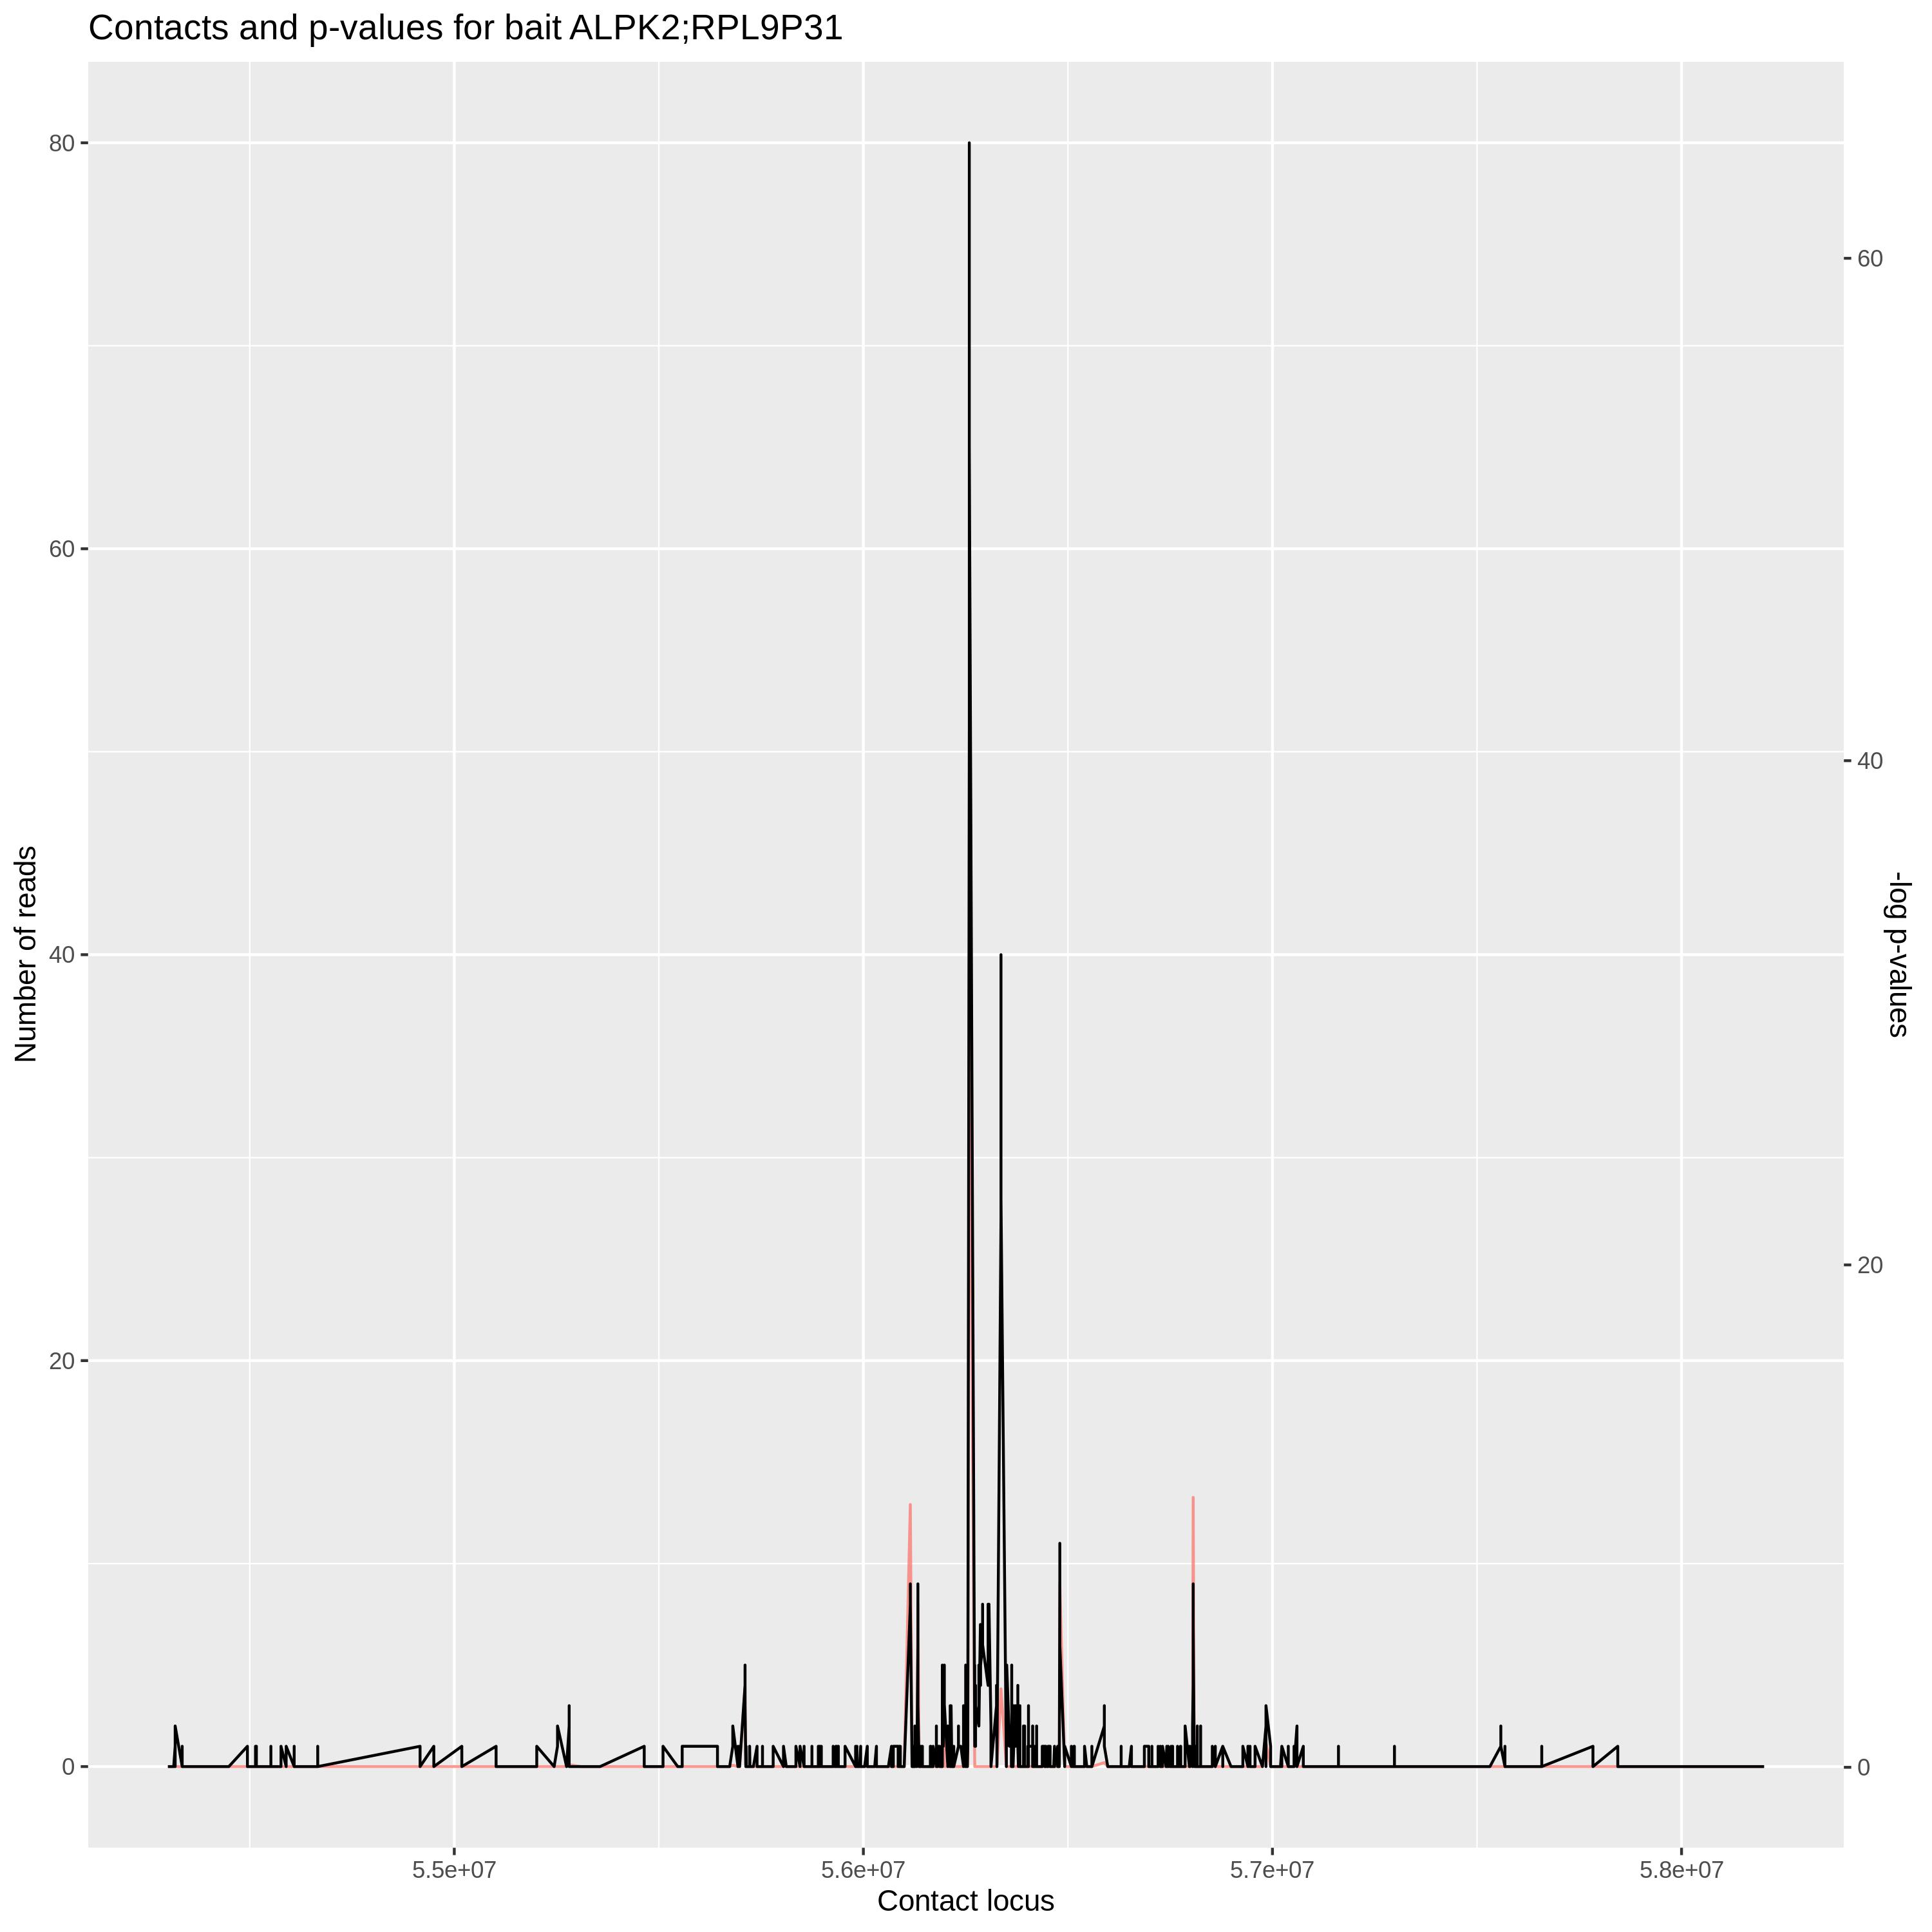 Contacts and p-values for bait ALPK2;RPL9P31
80
60
40
20
0
Number of reads
60
40
20
0
-log p-values
5.5e+07
5.6e+07
5.7e+07
5.8e+07
Contact locus